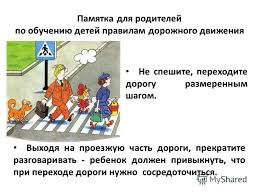 Памятка для родителей
по обучению детей правилам дорожного движения
• Не спешите, переходите
дорогу размеренным
шагом.
• Выходя на проезжую часть дороги, прекратите
разговаривать - ребенок должен привыкнуть, что
при переходе дороги нужно сосредоточиться.
MyShared